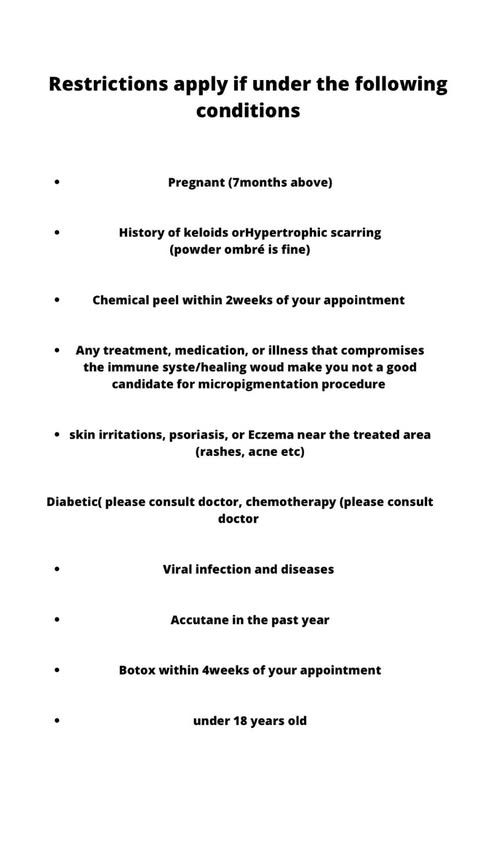 Restrictions apply if under the following
conditions
• Pregnant (7months above)
• History of keloids orHypertrophic scarring
(powder ombré is fine)
• Chemical peel within 2weeks of your appointment
• Any treatment, medication, or illness that compromises
the immune syste/healing woud make you not a good
candidate for micropigmentation procedure
• skin irritations, psoriasis, or Eczema near the treated area
(rashes, acne etc)
Diabetic( please consult doctor, chemotherapy (please consult
doctor
• Viral infection and diseases
• Accutane in the past year
• Botox within 4weeks of your appointment
• under 18 years old